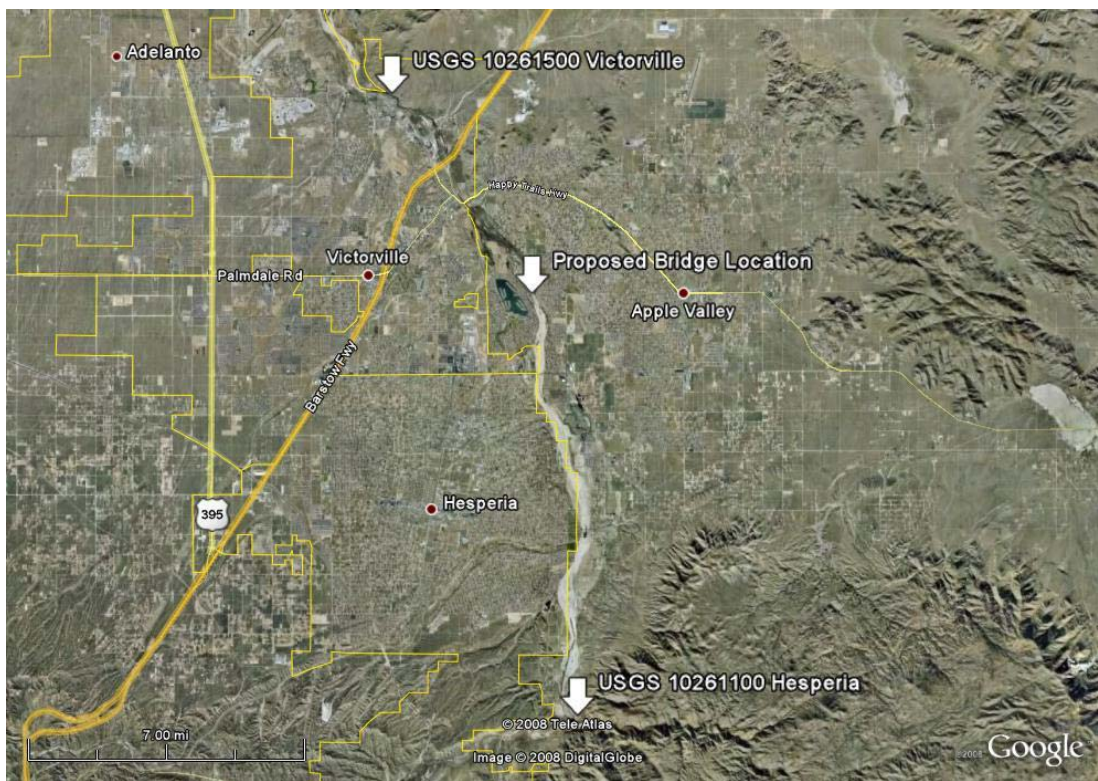 Adelanto
USGS 10261500 Victorville
Happy Trails Hwy
Victorville
Palmdale Rd
Proposed Bridge Location
Apple Valley
Barstow Fwy
Hesperia
395
USGS 10261100 Hesperia
© 2008 Tele Atlas
7.00 mi
Image © 2008 DigitalGlobe
©2008 Google